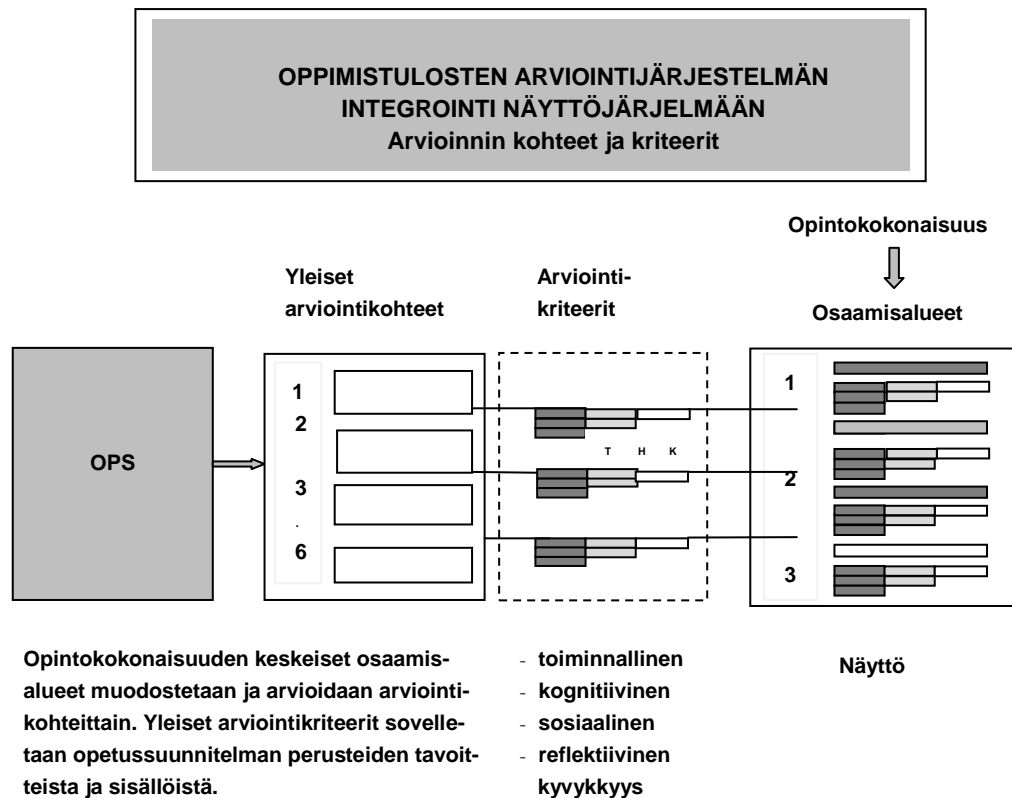 OPPIMISTULOSTEN ARVIOINTIJÄRJESTELMÄN
INTEGROINTI NÄYTTÖJÄRJELMÄÄN
Arvioinnin kohteet ja kriteerit
Opintokokonaisuus
Yleiset
arviointikohteet
Arviointi-
kriteerit
Osaamisalueet
OPS
1
2
3
.
6
T H K
1
2
3
Opintokokonaisuuden keskeiset osaamis-
alueet muodostetaan ja arvioidaan arviointi-
kohteittain. Yleiset arviointikriteerit sovelle-
taan opetussuunnitelman perusteiden tavoit-
teista ja sisällöistä.
- toiminnallinen
- kognitiivinen
- sosiaalinen
- reflektiivinen
kyvykkyys
Näyttö